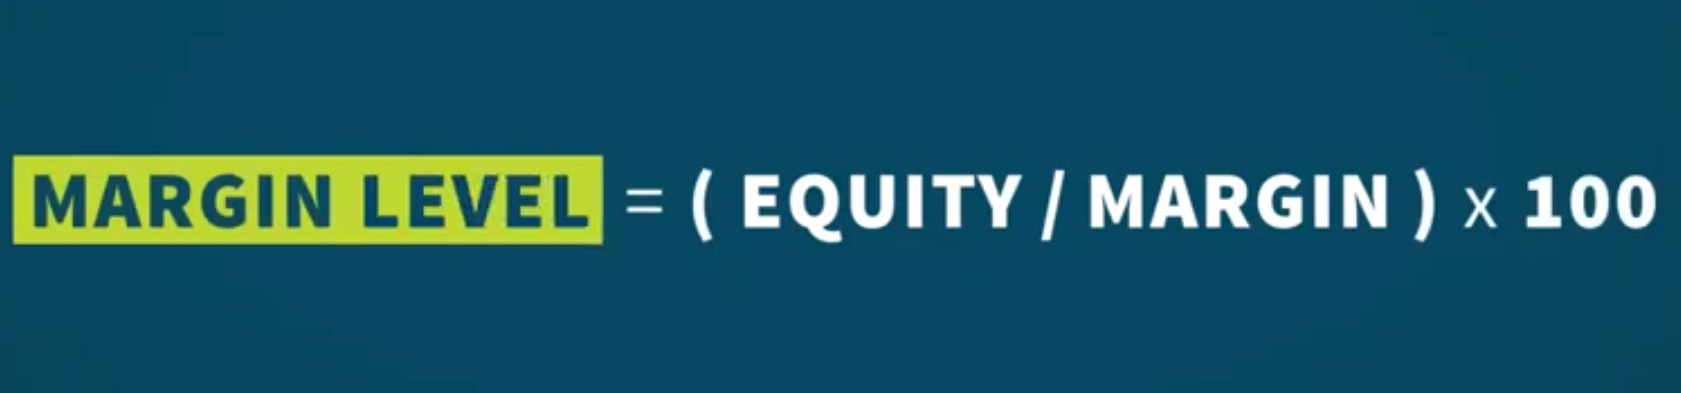 MARGIN LEVEL = ( EQUITY / MARGIN ) x 100